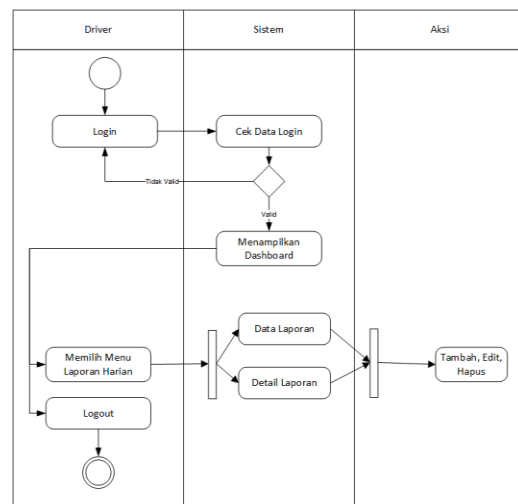 Driver
Sistem
Aksi
Login
Cek Data Login
Tidak Valid
Valid
Menampilkan
Dashboard
Data Laporan
Memilih Menu
Laporan Harian
Tambah, Edit,
Hapus
Detail Laporan
Logout